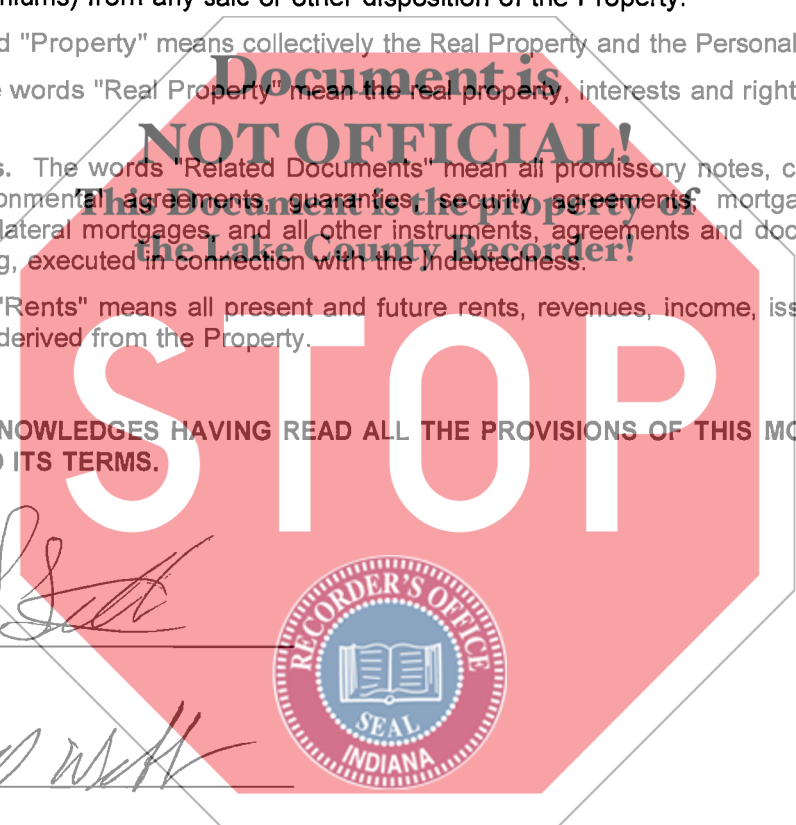 niums) from any sale or other disposition of the Property.
d "Property" means collectively the Real Property and the Personal
Document is
e words "Real Property" mean the real property, interests and right
NOT OFFICIAL!
s. The words "Related Documents" mean all promissory notes, c
onmental agreements, guaranties, security agreements, mortga
This Document is the property of
lateral mortgages, and all other instruments, agreements and doc
the Lake County Recorder!
g, executed in connection with the Indebtedness.
"Rents" means all present and future rents, revenues, income, iss
derived from the Property.
STOP
NOWLEDGES HAVING READ ALL THE PROVISIONS OF THIS MO
O ITS TERMS.
RECORDER'S OFFICE
SEAL
INDIANA